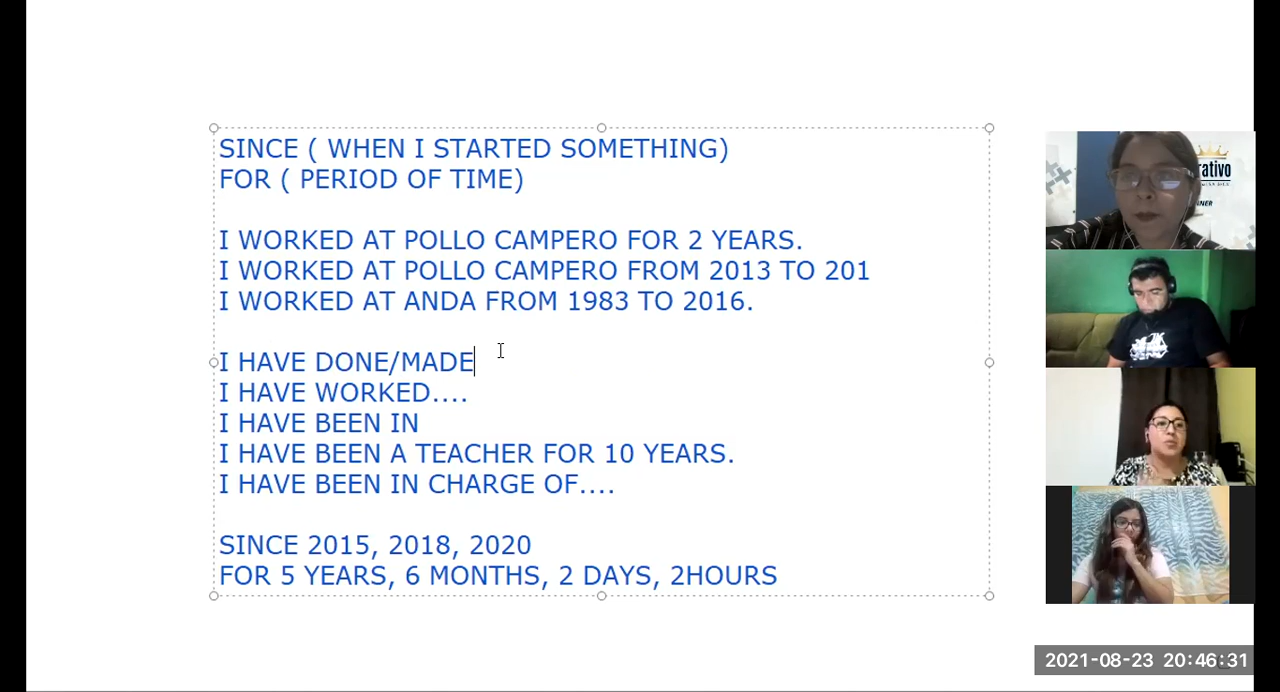 SINCE ( WHEN I STARTED SOMETHING)
FOR ( PERIOD OF TIME)
I WORKED AT POLLO CAMPERO FOR 2 YEARS.
I WORKED AT POLLO CAMPERO FROM 2013 TO 201
I WORKED AT ANDA FROM 1983 TO 2016.
I HAVE DONE/MADE
I HAVE WORKED....
I HAVE BEEN IN
I HAVE BEEN A TEACHER FOR 10 YEARS.
I HAVE BEEN IN CHARGE OF....
SINCE 2015, 2018, 2020
FOR 5 YEARS, 6 MONTHS, 2 DAYS, 2HOURS
rativo
2021-08-23 20:46:31